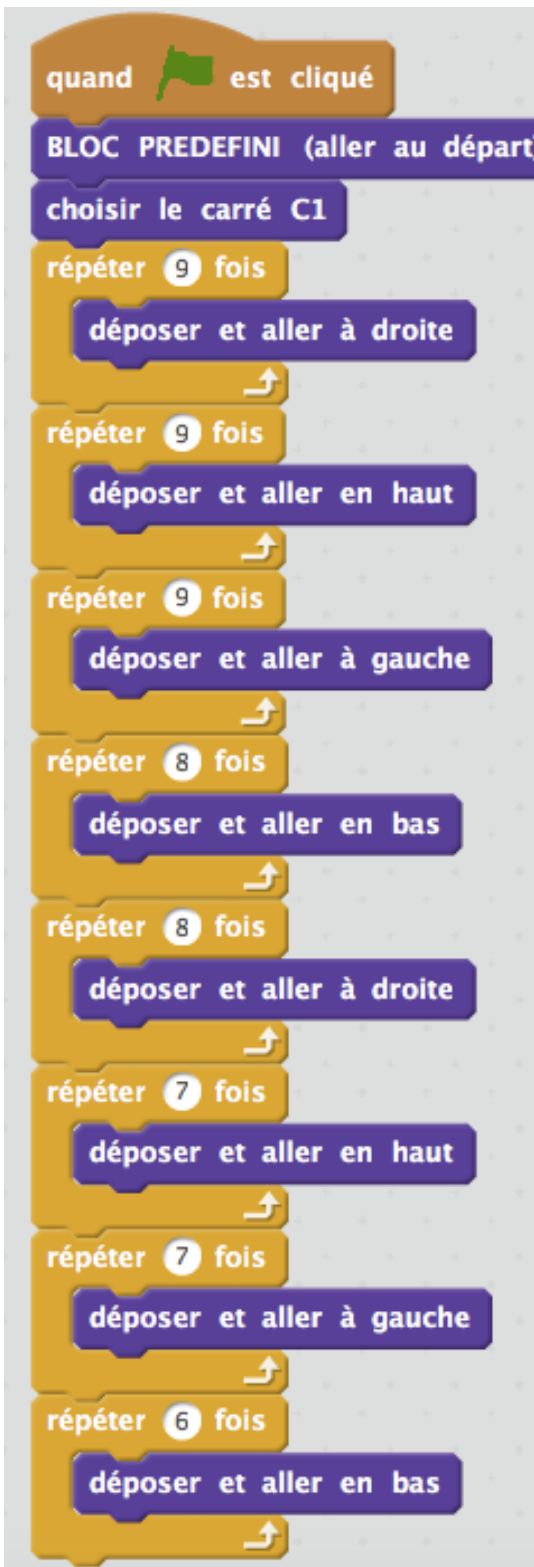 quand est cliqué
BLOC PREDEFINI (aller au départ)
choisir le carré C1
répéter 9 fois
déposer et aller à droite
répéter 9 fois
déposer et aller en haut
répéter 9 fois
déposer et aller à gauche
répéter 8 fois
déposer et aller en bas
répéter 8 fois
déposer et aller à droite
répéter 7 fois
déposer et aller en haut
répéter 7 fois
déposer et aller à gauche
répéter 6 fois
déposer et aller en bas